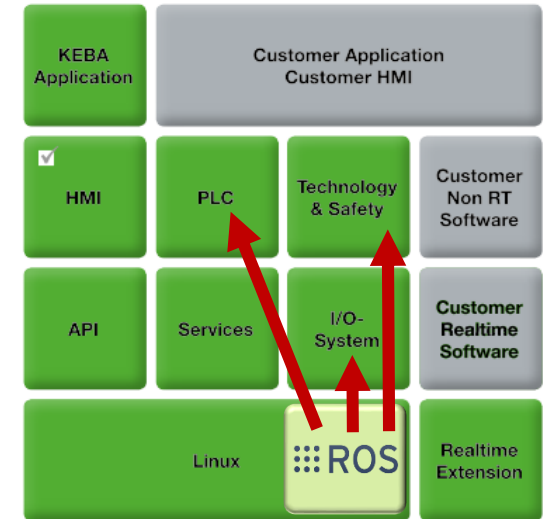 KEBA
Application
Customer Application
Customer HMI
HMI
PLC
Technology
& Safety
Customer
Non RT
Software
API
Services
I/O-
System
Customer
Realtime
Software
Linux
ROS
Realtime
Extension